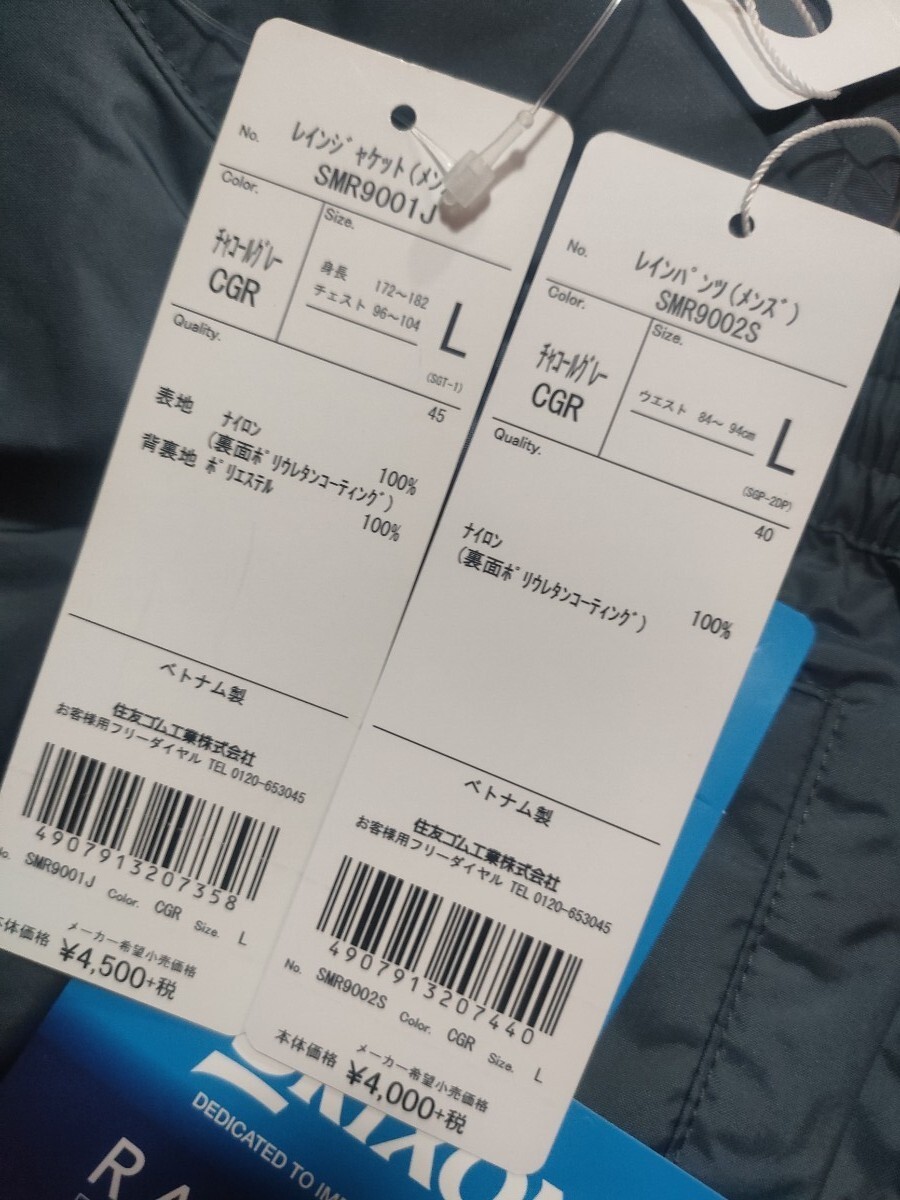 No. レインジャケット(メン
SMR9001J
Color.
Size.
チャコールグレー
CGR
身長 172～182
チェスト 96～104
L
(SGT-1)
Quality.
45
表地 ナイロン 100%
(裏面ポリウレタンコーティング)
背裏地 ポリエステル 100%
ベトナム製
住友ゴム工業株式会社
お客様用フリーダイヤル TEL 0120-653045
4907913207358
No. SMR9001J Color. CGR Size. L
メーカー希望小売価格
本体価格 ¥4,500+税
No. レインパンツ(メンズ)
SMR9002S
Color.
Size.
チャコールグレー
CGR
ウエスト 84～ 94cm
L
(SGP-2DP)
Quality.
40
ナイロン 100%
(裏面ポリウレタンコーティング)
ベトナム製
住友ゴム工業株式会社
お客様用フリーダイヤル TEL 0120-653045
4907913207440
No. SMR9002S Color. CGR Size. L
メーカー希望小売価格
本体価格 ¥4,000+税
DEDICATED TO IM
RA